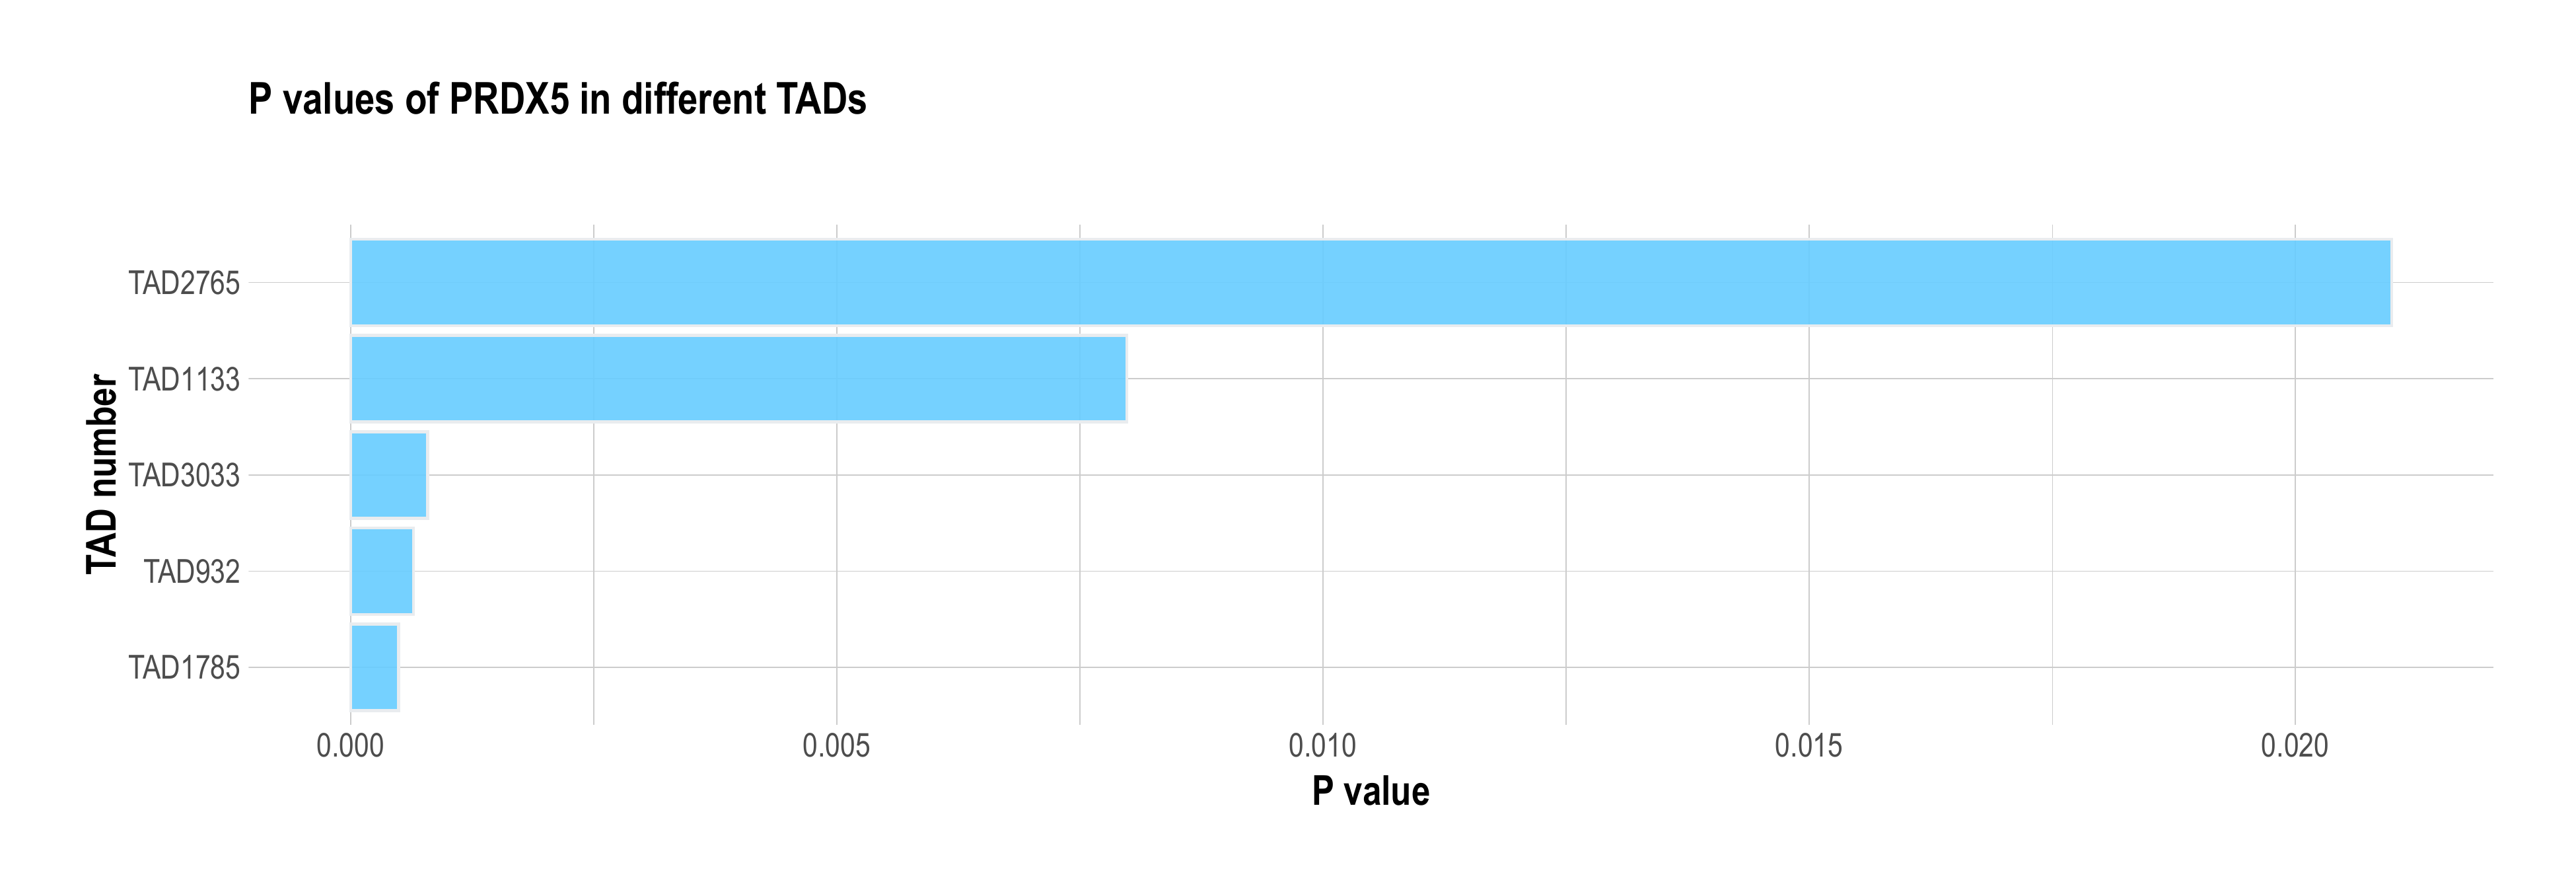 P values of PRDX5 in different TADs
TAD number
TAD2765
TAD1133
TAD3033
TAD932
TAD1785
0.000 0.005 0.010 0.015 0.020
P value